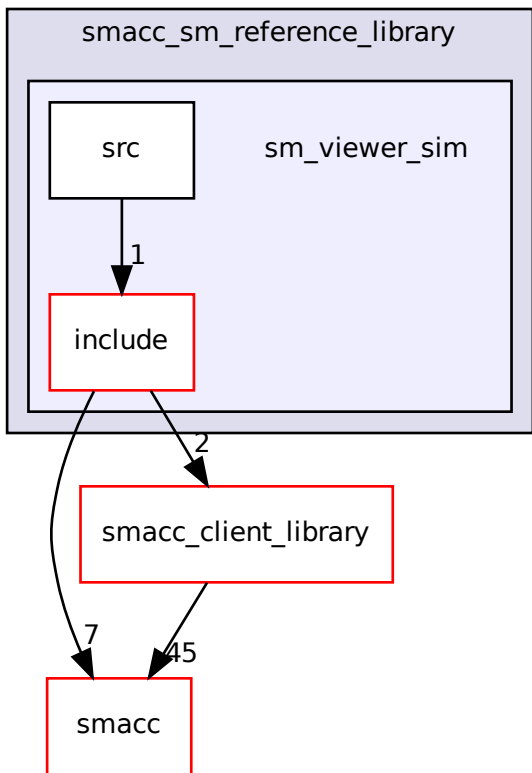 smacc_sm_reference_library
src
sm_viewer_sim
1
include
2
smacc_client_library
7
45
smacc